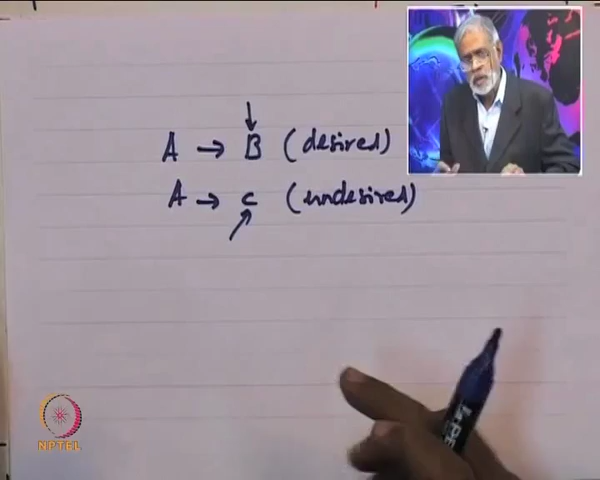 A → B (desired)
A → C (undesired)
NPTEL